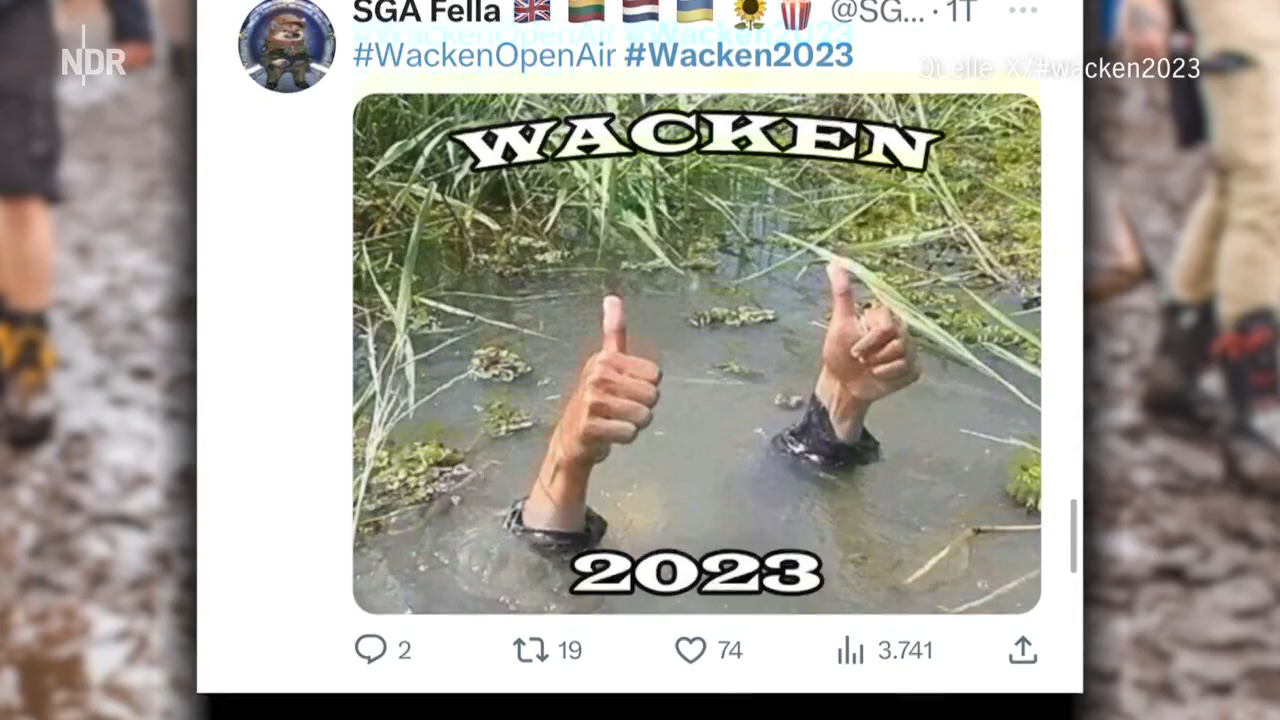 SGA Fella @SG... · 1T
NDR
#WackenOpenAir #Wacken2023
Quelle: X/#wacken2023
WACKEN
2023
2
19
74
3.741